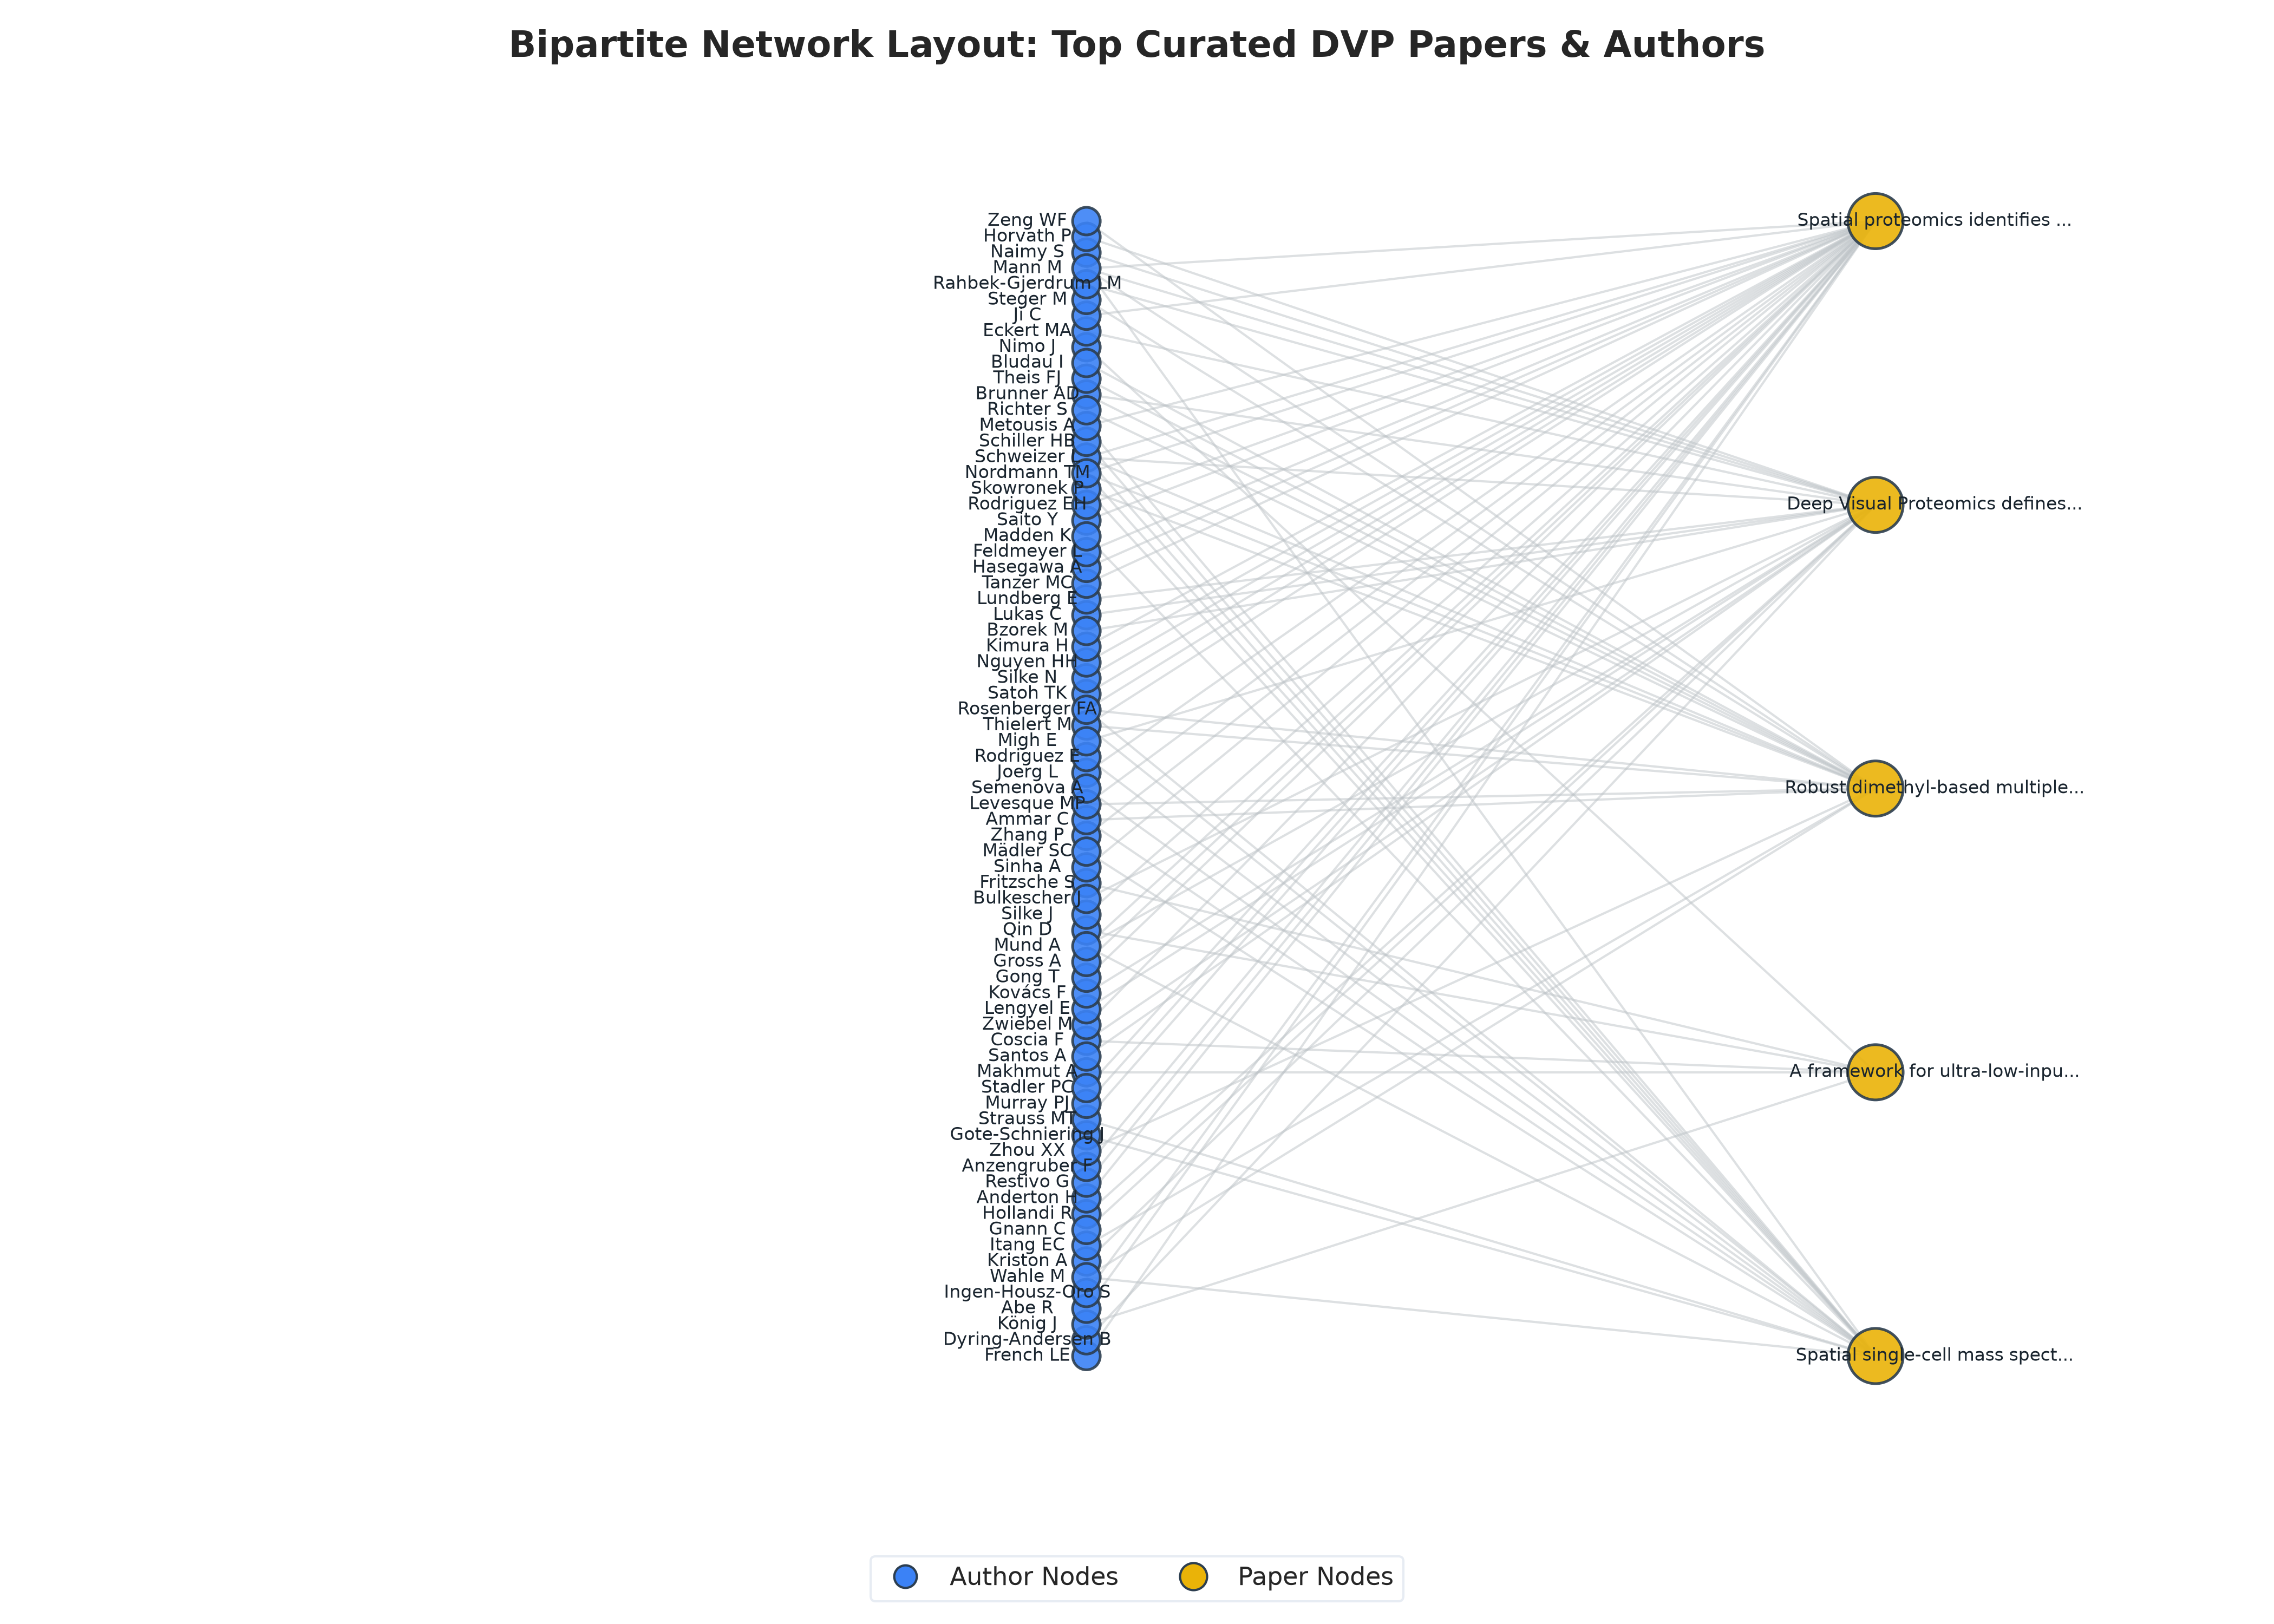 Bipartite Network Layout: Top Curated DVP Papers & Authors
Zeng WF
Horvath P
Naimy S
Mann M
Rahbek-Gjerdrum LM
Steger M
Ji C
Eckert MA
Nimo J
Bludau I
Theis FJ
Brunner AD
Richter S
Metousis A
Schiller HB
Schweizer L
Nordmann TM
Skowronek P
Rodriguez EH
Saito Y
Madden K
Feldmeyer L
Hasegawa A
Tanzer MC
Lundberg E
Lukas C
Bzorek M
Kimura H
Nguyen HH
Silke N
Satoh TK
Rosenberger FA
Thielert M
Migh E
Rodriguez E
Joerg L
Semenova A
Levesque MP
Ammar C
Zhang P
Mädler SC
Sinha A
Fritzsche S
Bulkescher J
Silke J
Qin D
Mund A
Gross A
Gong T
Kovács F
Lengyel E
Zwiebel M
Coscia F
Santos A
Makhmut A
Stadler PC
Murray PJ
Strauss MT
Gote-Schniering J
Zhou XX
Anzengruber F
Restivo G
Anderton H
Hollandi R
Gnann C
Itang EC
Kriston A
Wahle M
Ingen-Housz-Oro S
Abe R
König J
Dyring-Andersen B
French LE
Spatial proteomics identifies ...
Deep Visual Proteomics defines...
Robust dimethyl-based multiple...
A framework for ultra-low-inpu...
Spatial single-cell mass spect...
Author Nodes
Paper Nodes